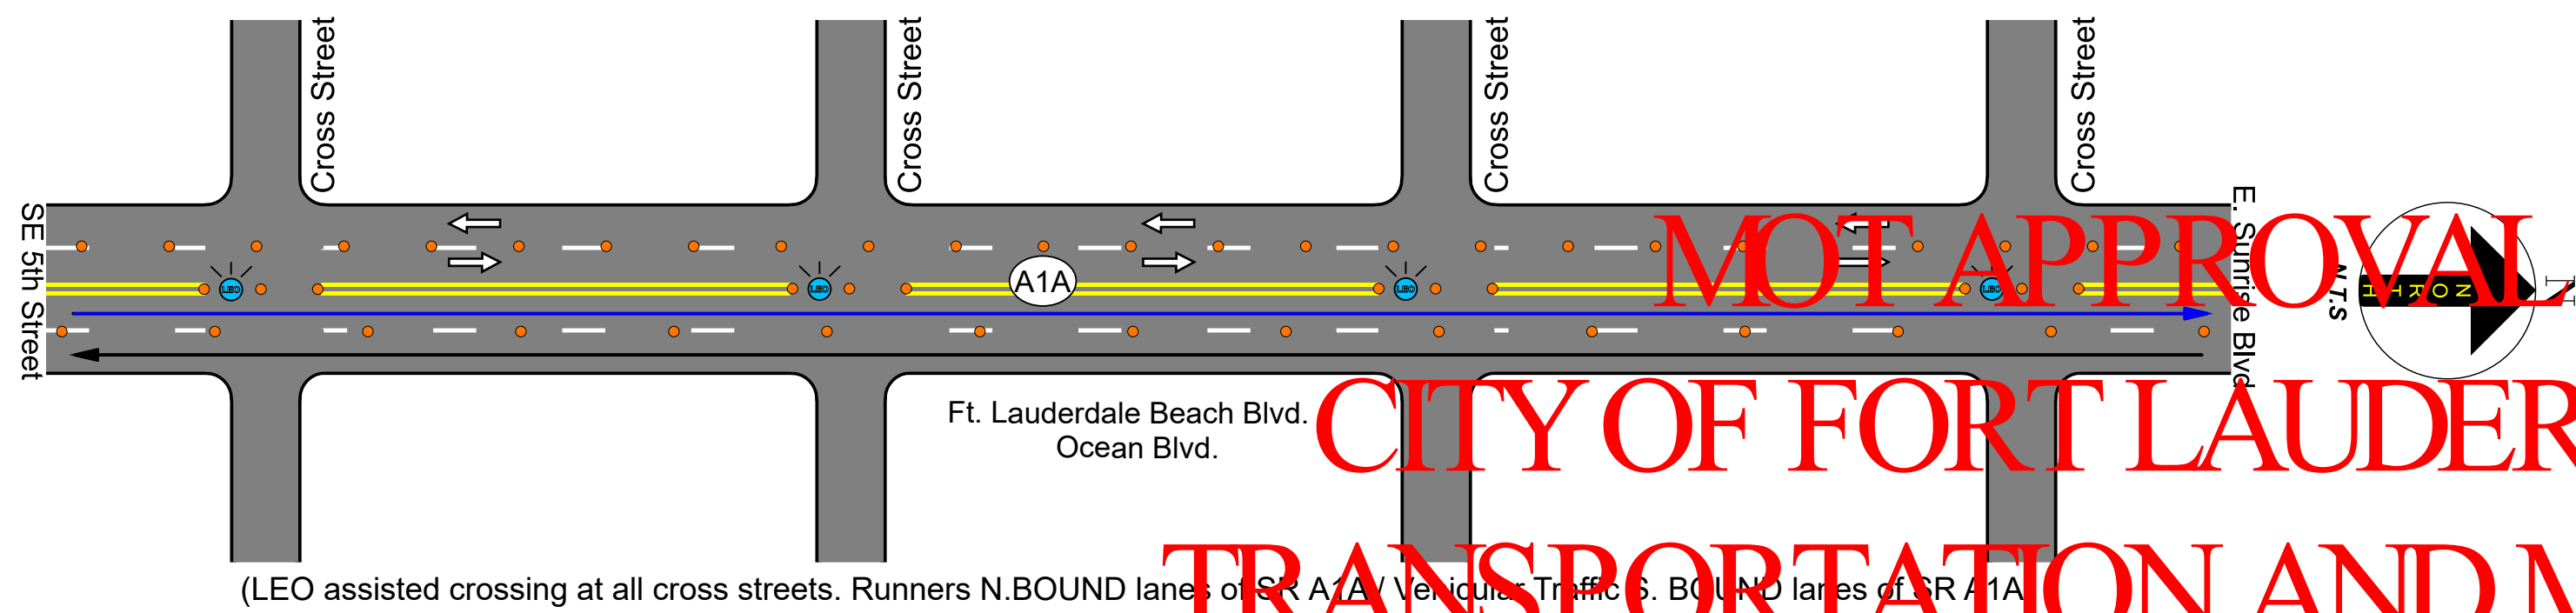 Cross Street
Cross Street
Cross Street
Cross Street
SE 5th Street
E. Sunrise Blvd
LEO
LEO
LEO
LEO
A1A
N.T.S
NORTH
N
MOT APPROVAL
Ft. Lauderdale Beach Blvd.
Ocean Blvd.
CITY OF FORT LAUDER
TRANSPORTATION AND M
(LEO assisted crossing at all cross streets. Runners N.BOUND lanes of SR A1A / Vehicular Traffic S. BOUND lanes of SR A1A